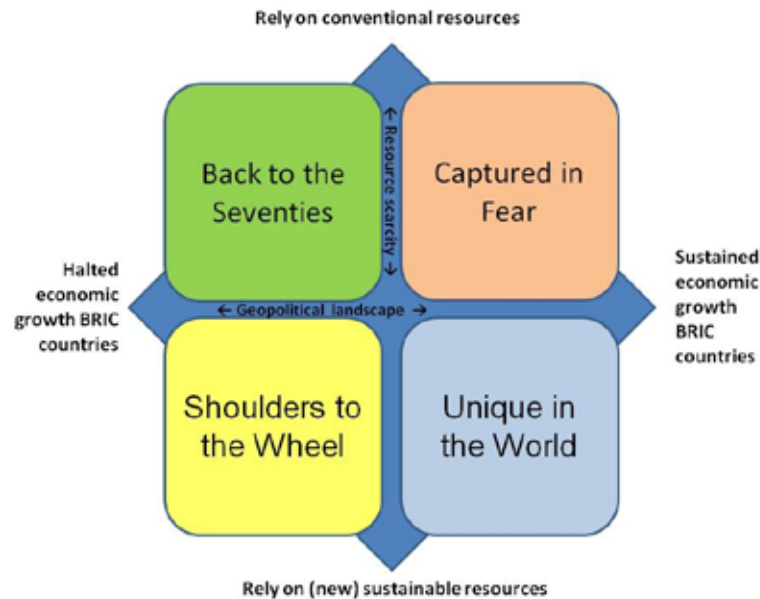 Rely on conventional resources
Back to the
Seventies
← Resource scarcity →
Captured in
Fear
Halted
economic
growth BRIC
countries
← Geopolitical landscape →
Sustained
economic
growth
BRIC
countries
Shoulders to
the Wheel
Unique in
the World
Rely on (new) sustainable resources